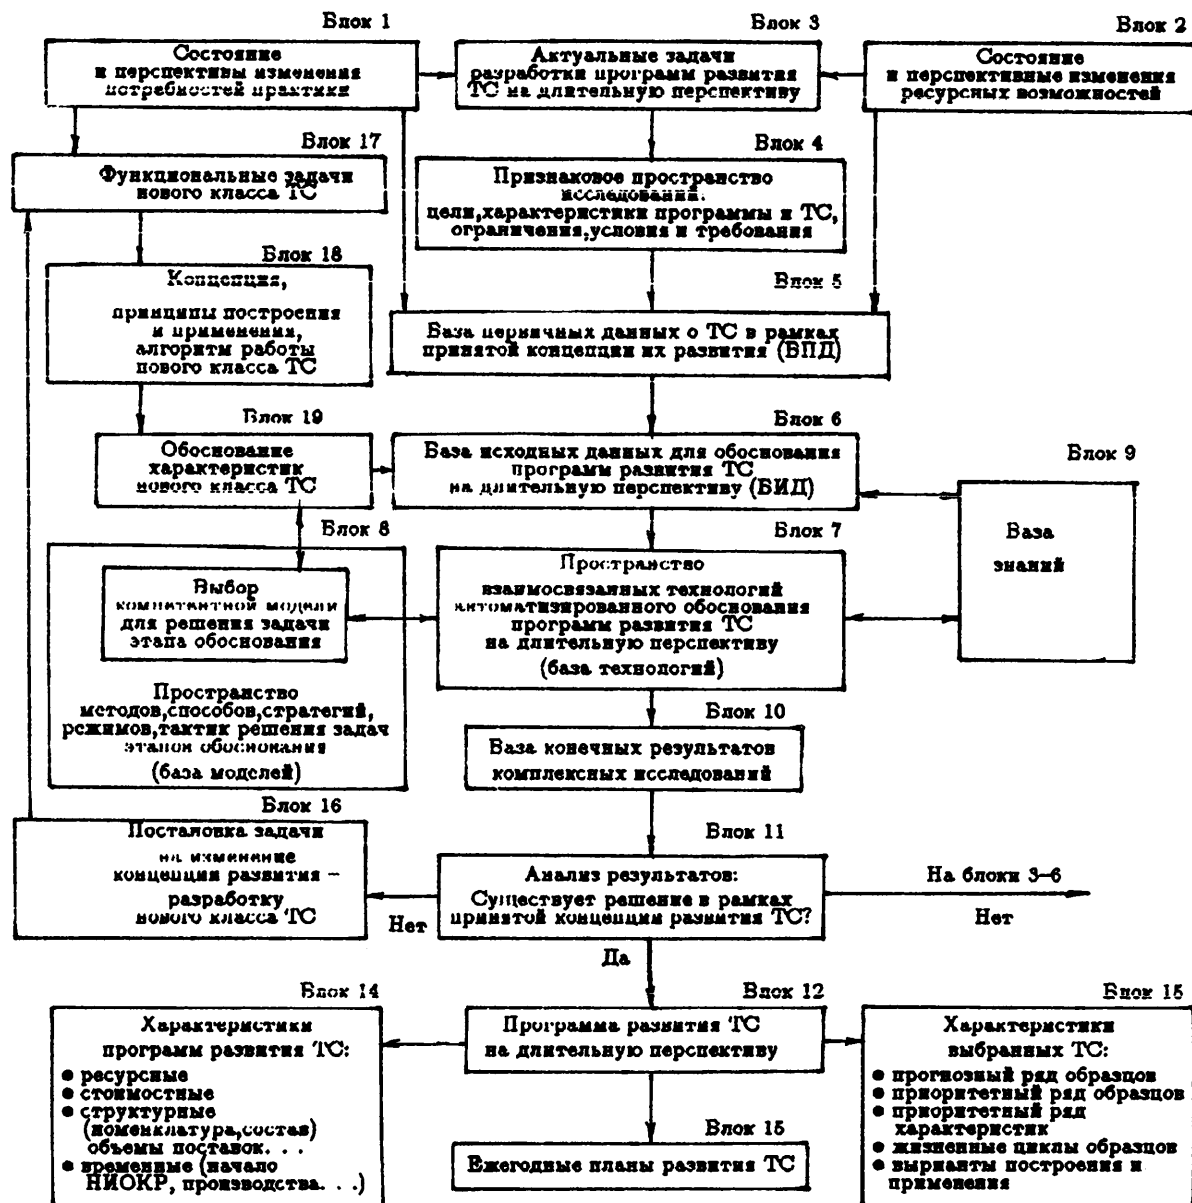 Блок 1
Состояние
и перспективы изменения
потребностей практики
Блок 3
Актуальные задачи
разработки программ развития
ТС на длительную перспективу
Блок 2
Состояние
и перспективные изменения
ресурсных возможностей
Блок 17
Функциональные задачи
нового класса ТС
Блок 4
Признаковое пространство
исследований:
цели,характеристики программы и ТС,
ограничения,условия и требования
Блок 18
Концепция,
принципы построения
и применения,
алгоритм работы
нового класса ТС
Блок 5
База первичных данных о ТС в рамках
принятой концепции их развития (БПД)
Блок 19
Обоснование
характеристик
нового класса ТС
Блок 6
База исходных данных для обоснования
программ развития ТС
на длительную перспективу (БИД)
Блок 9
База
знаний
Блок 8
Выбор
компетентной модели
для решения задачи
этапа обоснования
Пространство
методов,способов,стратегий,
режимов,тактик решения задач
этапов обоснования
(база моделей)
Блок 7
Пространство
взаимосвязанных технологий
автоматизированного обоснования
программ развития ТС
на длительную перспективу
(база технологий)
Блок 10
База конечных результатов
комплексных исследований
Блок 16
Постановка задачи
на изменение
концепции развития –
разработку
нового класса ТС
Блок 11
Анализ результатов:
Существует решение в рамках
принятой концепции развития ТС?
На блоки 3–6
Нет
Нет
Да
Блок 14
Характеристики
программ развития ТС:
● ресурсные
● стоимостные
● структурные
(номенклатура,состав)
объемы поставок. . .
● временные (начало
НИОКР, производства. . .)
Блок 12
Программа развития ТС
на длительную перспективу
Блок 15
Ежегодные планы развития ТС
Блок 15
Характеристики
выбранных ТС:
● прогнозный ряд образцов
● приоритетный ряд образцов
● приоритетный ряд
характеристик
● жизненные циклы образцов
● вырианты построения и
применения